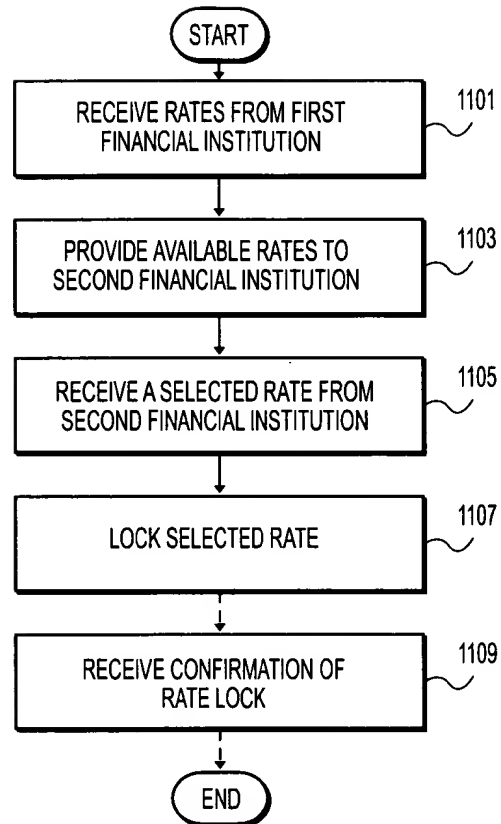 START
RECEIVE RATES FROM FIRST
FINANCIAL INSTITUTION
1101
PROVIDE AVAILABLE RATES TO
SECOND FINANCIAL INSTITUTION
1103
RECEIVE A SELECTED RATE FROM
SECOND FINANCIAL INSTITUTION
1105
LOCK SELECTED RATE
1107
RECEIVE CONFIRMATION OF
RATE LOCK
1109
END